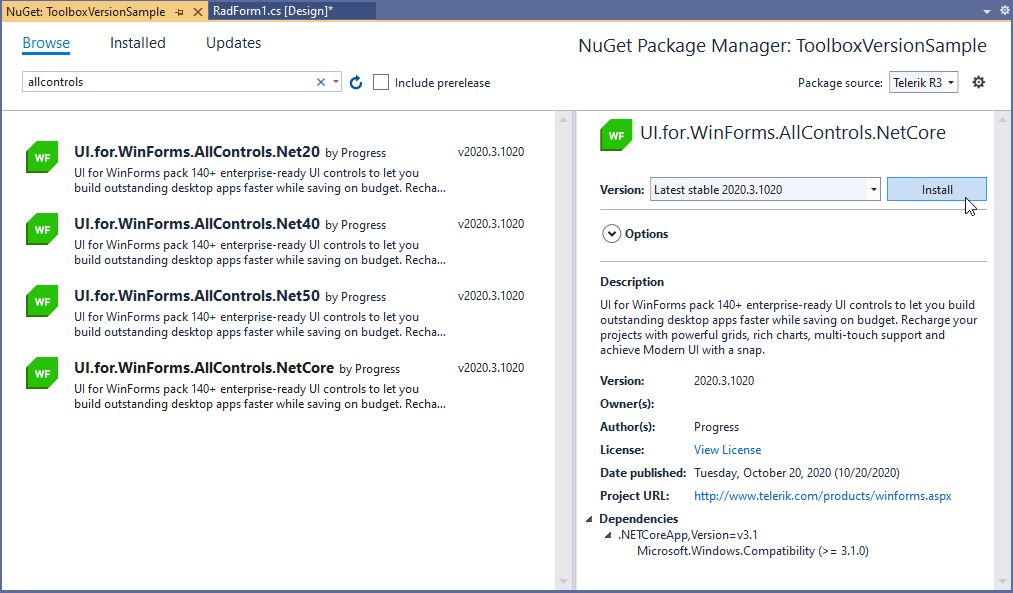 NuGet: ToolboxVersionSample
RadForm1.cs [Design]*
Browse Installed Updates
NuGet Package Manager: ToolboxVersionSample
allcontrols
Include prerelease
Package source: Telerik R3
WF
UI.for.WinForms.AllControls.Net20 by Progress v2020.3.1020
UI for WinForms pack 140+ enterprise-ready UI controls to let you
build outstanding desktop apps faster while saving on budget. Recha...
WF
UI.for.WinForms.AllControls.Net40 by Progress v2020.3.1020
UI for WinForms pack 140+ enterprise-ready UI controls to let you
build outstanding desktop apps faster while saving on budget. Recha...
WF
UI.for.WinForms.AllControls.Net50 by Progress v2020.3.1020
UI for WinForms pack 140+ enterprise-ready UI controls to let you
build outstanding desktop apps faster while saving on budget. Recha...
WF
UI.for.WinForms.AllControls.NetCore by Progress v2020.3.1020
UI for WinForms pack 140+ enterprise-ready UI controls to let you
build outstanding desktop apps faster while saving on budget. Recha...
WF
UI.for.WinForms.AllControls.NetCore
Version: Latest stable 2020.3.1020 Install
Options
Description
UI for WinForms pack 140+ enterprise-ready UI controls to let you build
outstanding desktop apps faster while saving on budget. Recharge your
projects with powerful grids, rich charts, multi-touch support and
achieve Modern UI with a snap.
Version: 2020.3.1020
Owner(s):
Author(s): Progress
License: View License
Date published: Tuesday, October 20, 2020 (10/20/2020)
Project URL: http://www.telerik.com/products/winforms.aspx
Dependencies
.NETCoreApp,Version=v3.1
Microsoft.Windows.Compatibility (>= 3.1.0)